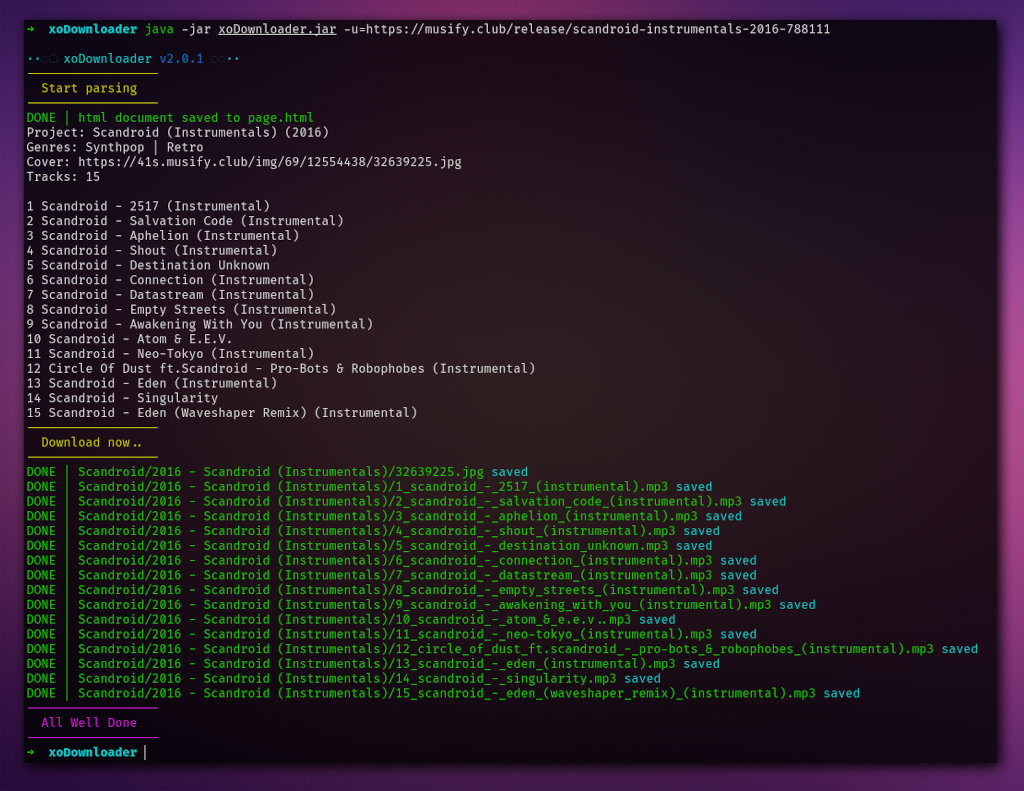 ➜ xoDownloader java -jar xoDownloader.jar -u=https://musify.club/release/scandroid-instrumentals-2016-788111
··◌◌ xoDownloader v2.0.1 ◌◌··
Start parsing
DONE | html document saved to page.html
Project: Scandroid (Instrumentals) (2016)
Genres: Synthpop | Retro
Cover: https://41s.musify.club/img/69/12554438/32639225.jpg
Tracks: 15
1 Scandroid - 2517 (Instrumental)
2 Scandroid - Salvation Code (Instrumental)
3 Scandroid - Aphelion (Instrumental)
4 Scandroid - Shout (Instrumental)
5 Scandroid - Destination Unknown
6 Scandroid - Connection (Instrumental)
7 Scandroid - Datastream (Instrumental)
8 Scandroid - Empty Streets (Instrumental)
9 Scandroid - Awakening With You (Instrumental)
10 Scandroid - Atom & E.E.V.
11 Scandroid - Neo-Tokyo (Instrumental)
12 Circle Of Dust ft.Scandroid - Pro-Bots & Robophobes (Instrumental)
13 Scandroid - Eden (Instrumental)
14 Scandroid - Singularity
15 Scandroid - Eden (Waveshaper Remix) (Instrumental)
Download now..
DONE | Scandroid/2016 - Scandroid (Instrumentals)/32639225.jpg saved
DONE | Scandroid/2016 - Scandroid (Instrumentals)/1_scandroid_-_2517_(instrumental).mp3 saved
DONE | Scandroid/2016 - Scandroid (Instrumentals)/2_scandroid_-_salvation_code_(instrumental).mp3 saved
DONE | Scandroid/2016 - Scandroid (Instrumentals)/3_scandroid_-_aphelion_(instrumental).mp3 saved
DONE | Scandroid/2016 - Scandroid (Instrumentals)/4_scandroid_-_shout_(instrumental).mp3 saved
DONE | Scandroid/2016 - Scandroid (Instrumentals)/5_scandroid_-_destination_unknown.mp3 saved
DONE | Scandroid/2016 - Scandroid (Instrumentals)/6_scandroid_-_connection_(instrumental).mp3 saved
DONE | Scandroid/2016 - Scandroid (Instrumentals)/7_scandroid_-_datastream_(instrumental).mp3 saved
DONE | Scandroid/2016 - Scandroid (Instrumentals)/8_scandroid_-_empty_streets_(instrumental).mp3 saved
DONE | Scandroid/2016 - Scandroid (Instrumentals)/9_scandroid_-_awakening_with_you_(instrumental).mp3 saved
DONE | Scandroid/2016 - Scandroid (Instrumentals)/10_scandroid_-_atom_&_e.e.v..mp3 saved
DONE | Scandroid/2016 - Scandroid (Instrumentals)/11_scandroid_-_neo-tokyo_(instrumental).mp3 saved
DONE | Scandroid/2016 - Scandroid (Instrumentals)/12_circle_of_dust_ft.scandroid_-_pro-bots_&_robophobes_(instrumental).mp3 saved
DONE | Scandroid/2016 - Scandroid (Instrumentals)/13_scandroid_-_eden_(instrumental).mp3 saved
DONE | Scandroid/2016 - Scandroid (Instrumentals)/14_scandroid_-_singularity.mp3 saved
DONE | Scandroid/2016 - Scandroid (Instrumentals)/15_scandroid_-_eden_(waveshaper_remix)_(instrumental).mp3 saved
All Well Done
➜ xoDownloader